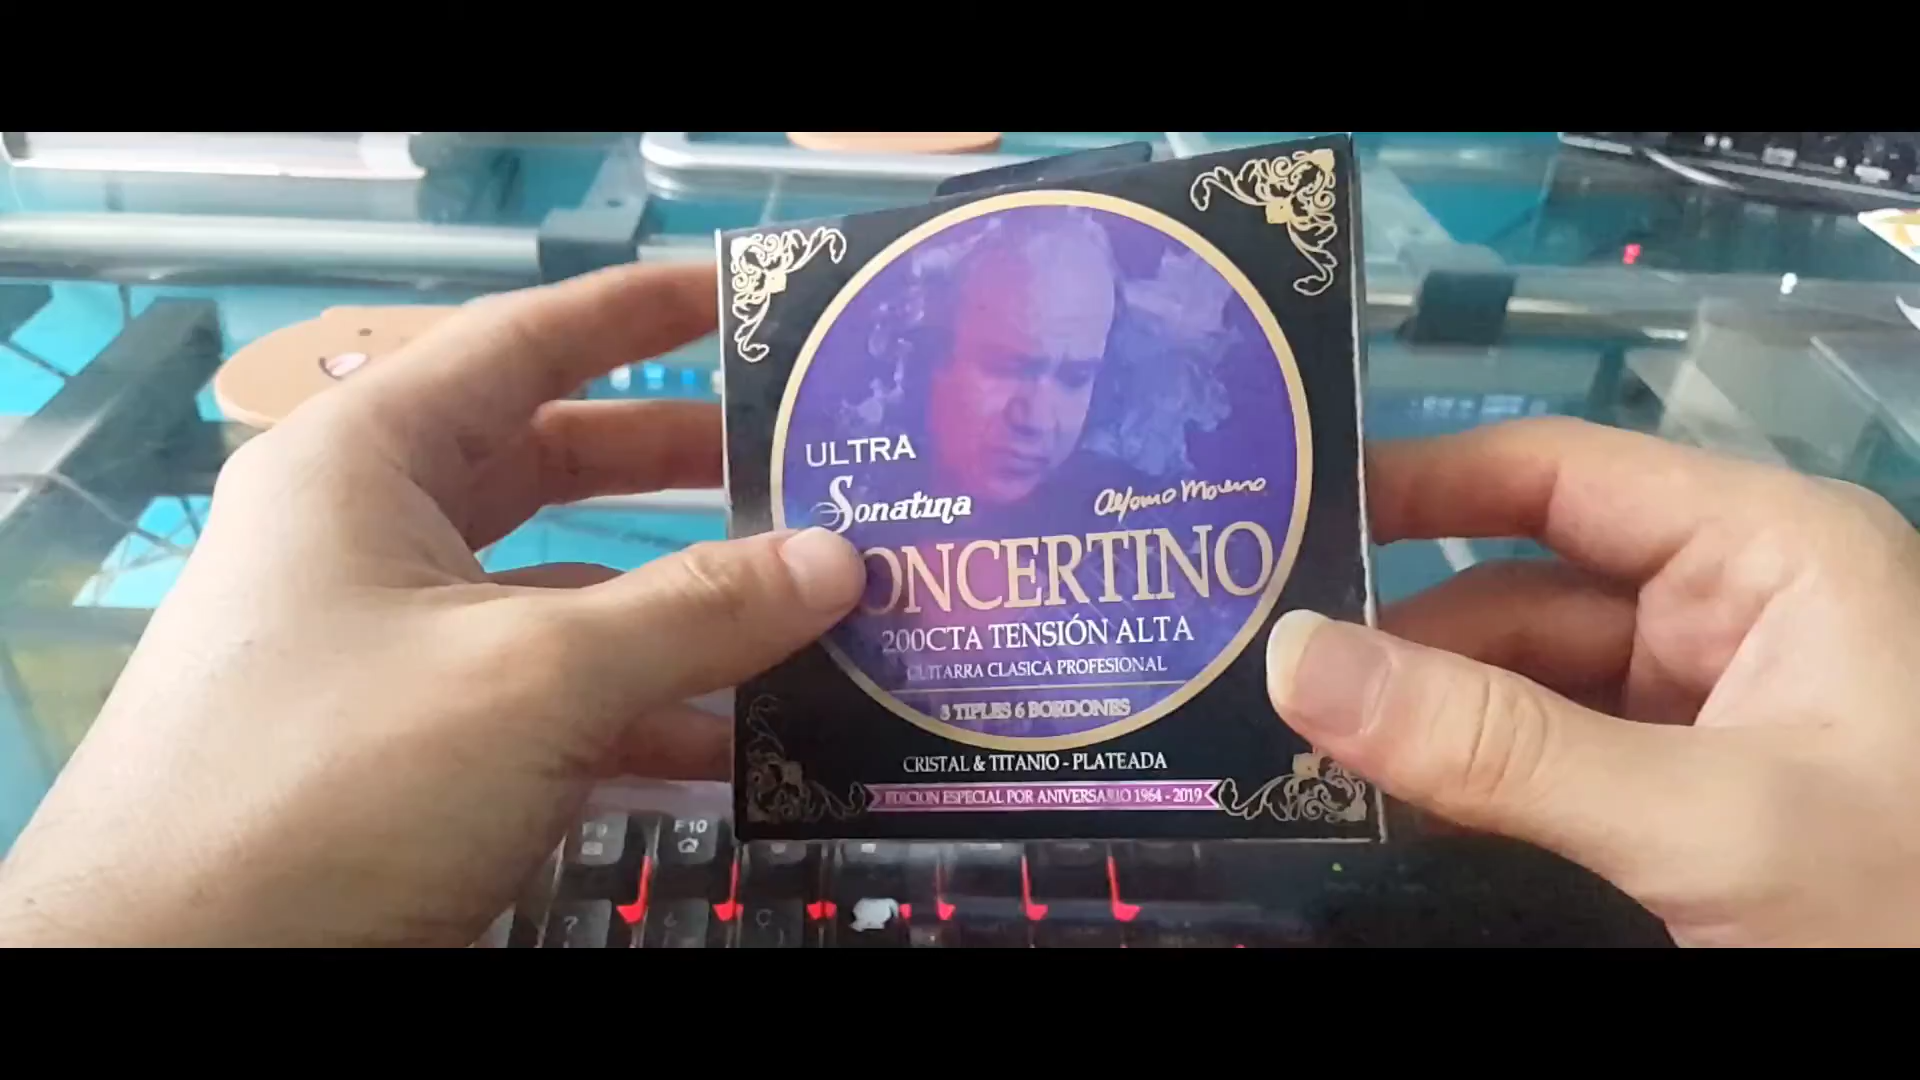 ULTRA
Sonatina
Alfonso Moreno
ONCERTINO
200CTA TENSIÓN ALTA
GUITARRA CLASICA PROFESIONAL
3 TIPLES 6 BORDONES
CRISTAL & TITANIO - PLATEADA
EDICION ESPECIAL POR ANIVERSARIO 1964 - 2019
F9
F10
?
Ç